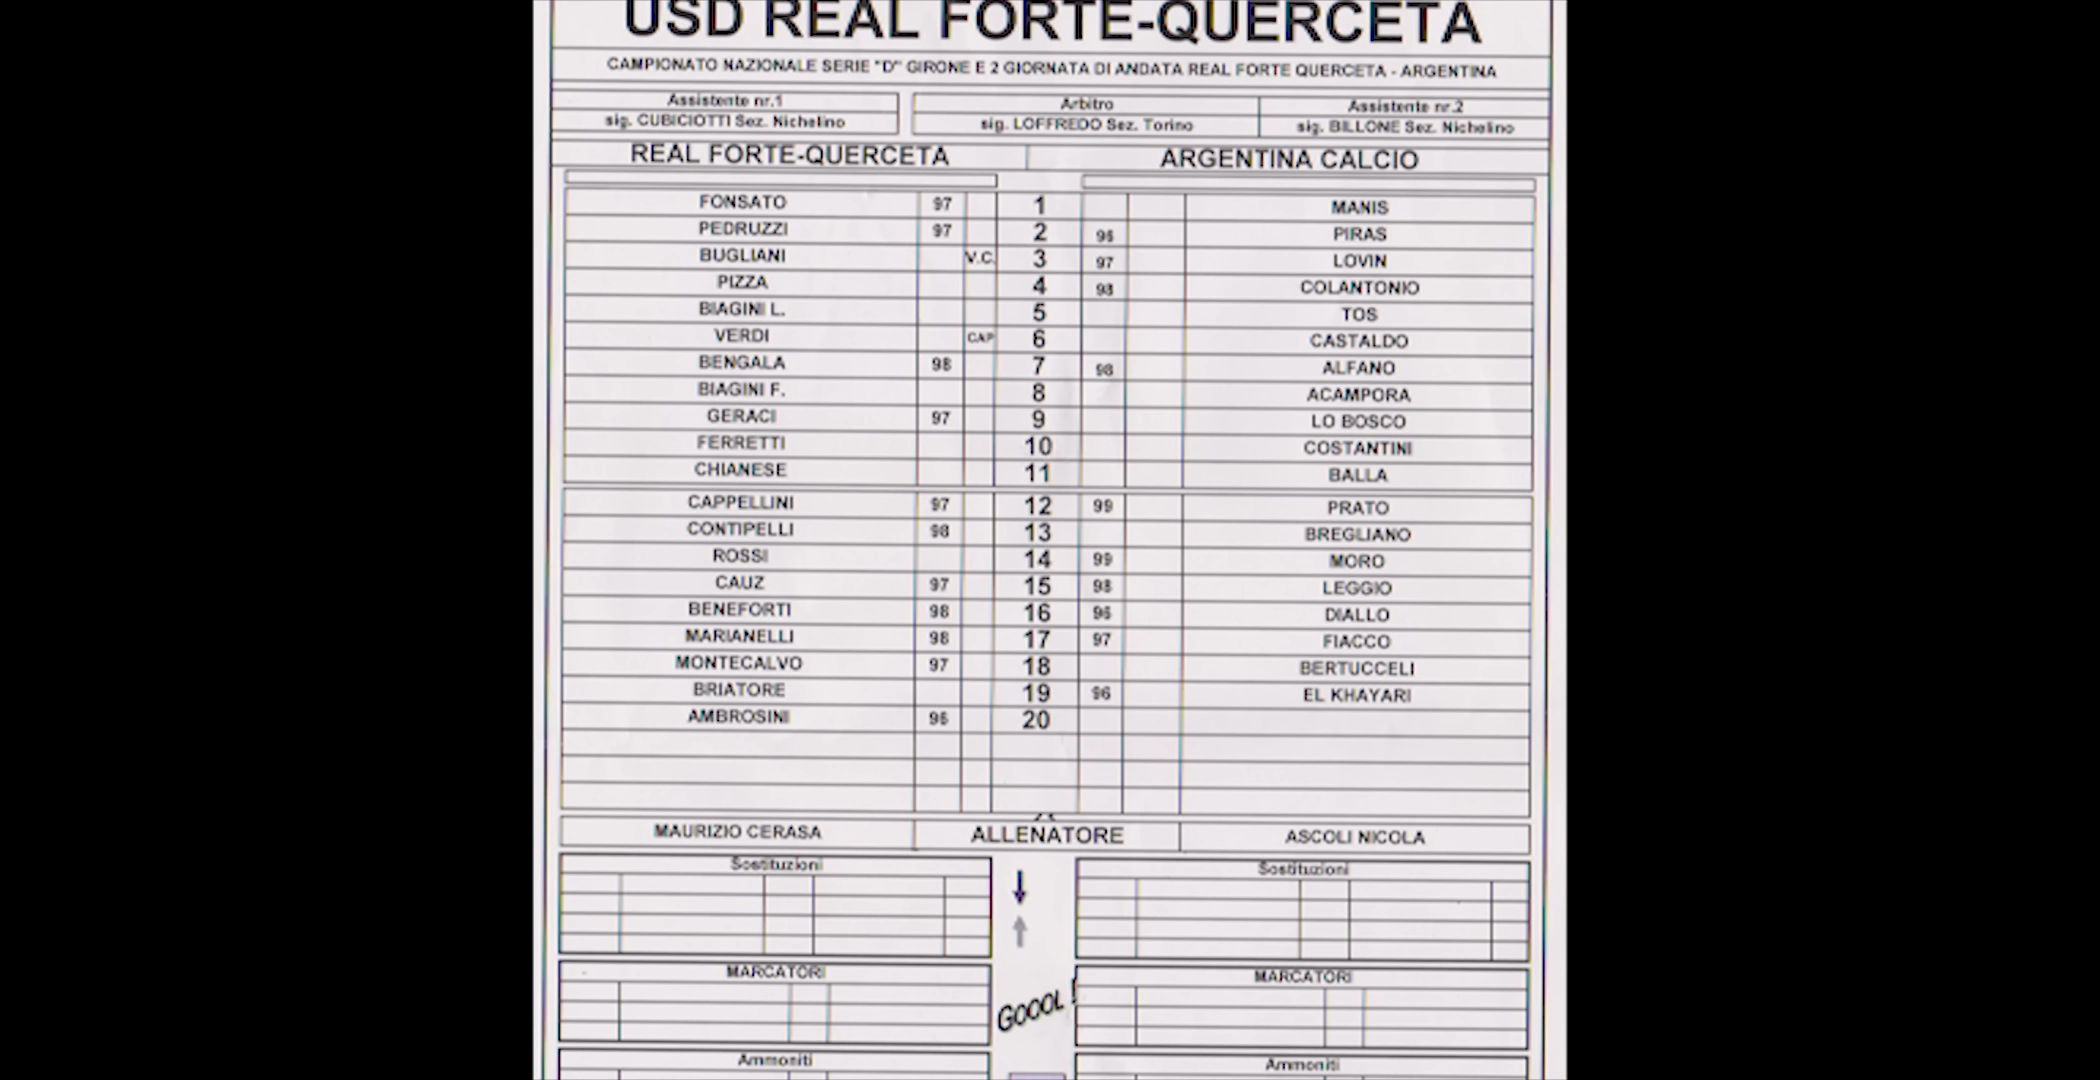 USD REAL FORTE-QUERCETA
CAMPIONATO NAZIONALE SERIE "D" GIRONE E 2 GIORNATA DI ANDATA REAL FORTE QUERCETA - ARGENTINA
Assistente nr.1 Arbitro Assistente nr.2
sig. CUBICIOTTI Sez. Nichelino sig. LOFFREDO Sez. Torino sig. BILLONE Sez. Nichelino
REAL FORTE-QUERCETA ARGENTINA CALCIO
FONSATO 97 1 MANIS
PEDRUZZI 97 2 PIRAS
BUGLIANI V.C. 3 97 LOVIN
PIZZA 4 98 COLANTONIO
BIAGINI L. 5 TOS
VERDI CAP 6 CASTALDO
BENGALA 98 7 98 ALFANO
BIAGINI F. 8 ACAMPORA
GERACI 97 9 LO BOSCO
FERRETTI 10 COSTANTINI
CHIANESE 11 BALLA
CAPPELLINI 97 12 99 PRATO
CONTIPELLI 98 13 BREGLIANO
ROSSI 14 99 MORO
CAUZ 97 15 98 LEGGIO
BENEFORTI 98 16 96 DIALLO
MARIANELLI 98 17 97 FIACCO
MONTECALVO 97 18 BERTUCCELI
BRIATORE 19 96 EL KHAYARI
AMBROSINI 20
MAURIZIO CERASA ALLENATORE ASCOLI NICOLA
Sostituzioni Sostituzioni
MARCATORI MARCATORI
GOOOL !
Ammoniti Ammoniti